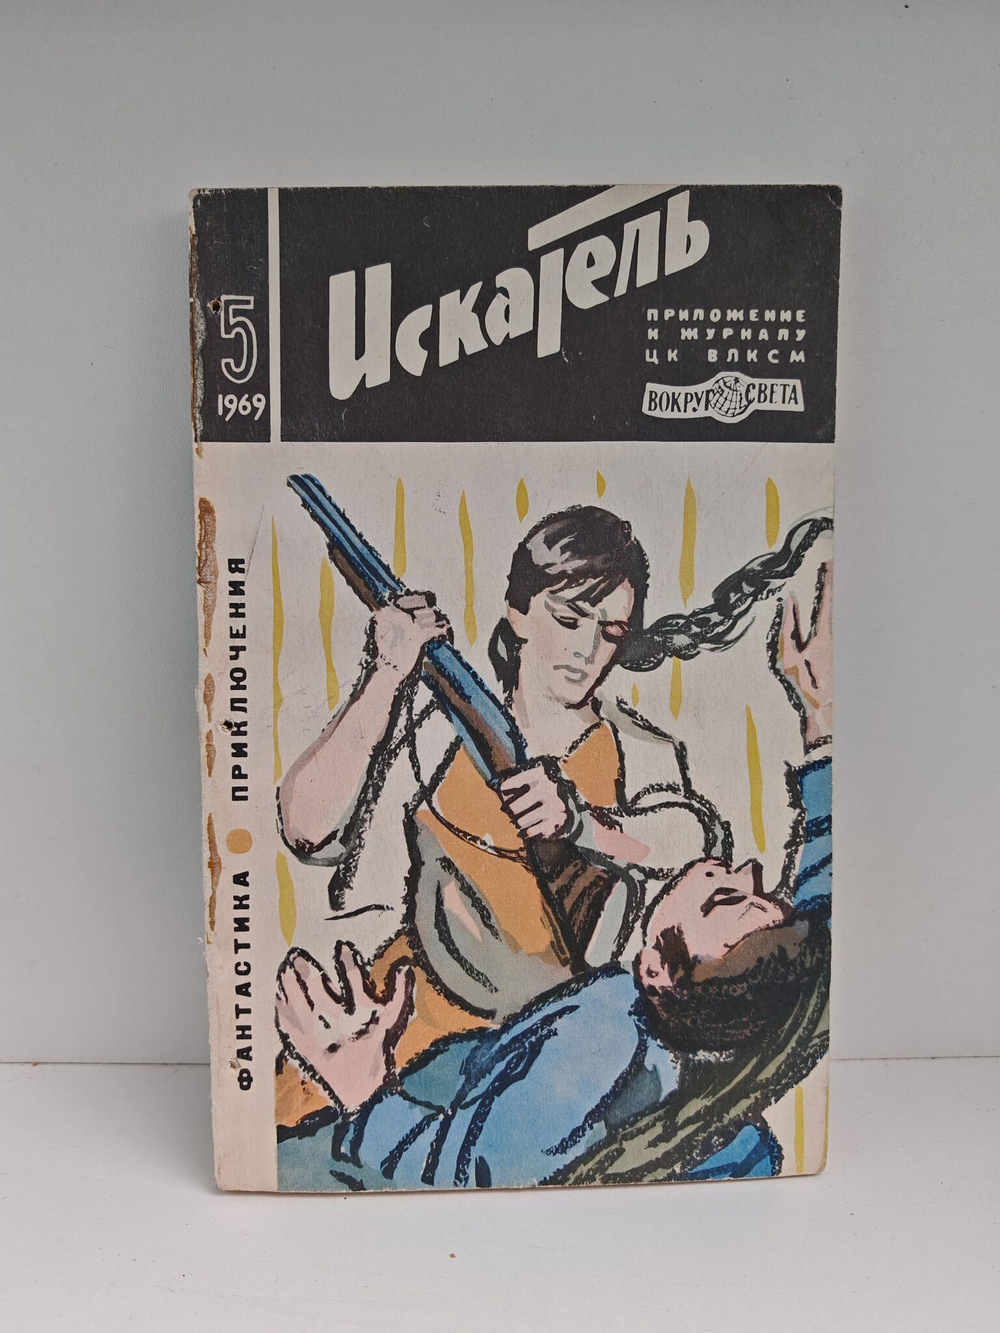 5
1969
Искатель
ПРИЛОЖЕНИЕ
К ЖУРНАЛУ
ЦК ВЛКСМ
ВОКРУГ СВЕТА
ФАНТАСТИКА ● ПРИКЛЮЧЕНИЯ